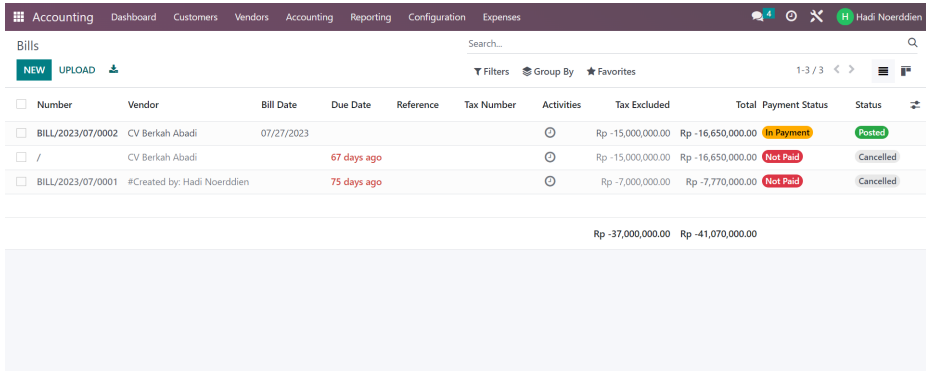 Accounting Dashboard Customers Vendors Accounting Reporting Configuration Expenses 4 H Hadi Noerddien
Bills Search...
NEW UPLOAD Filters Group By Favorites 1-3 / 3
Number Vendor Bill Date Due Date Reference Tax Number Activities Tax Excluded Total Payment Status Status
BILL/2023/07/0002 CV Berkah Abadi 07/27/2023 Rp -15,000,000.00 Rp -16,650,000.00 In Payment Posted
/ CV Berkah Abadi 67 days ago Rp -15,000,000.00 Rp -16,650,000.00 Not Paid Cancelled
BILL/2023/07/0001 #Created by: Hadi Noerddien 75 days ago Rp -7,000,000.00 Rp -7,770,000.00 Not Paid Cancelled
Rp -37,000,000.00 Rp -41,070,000.00